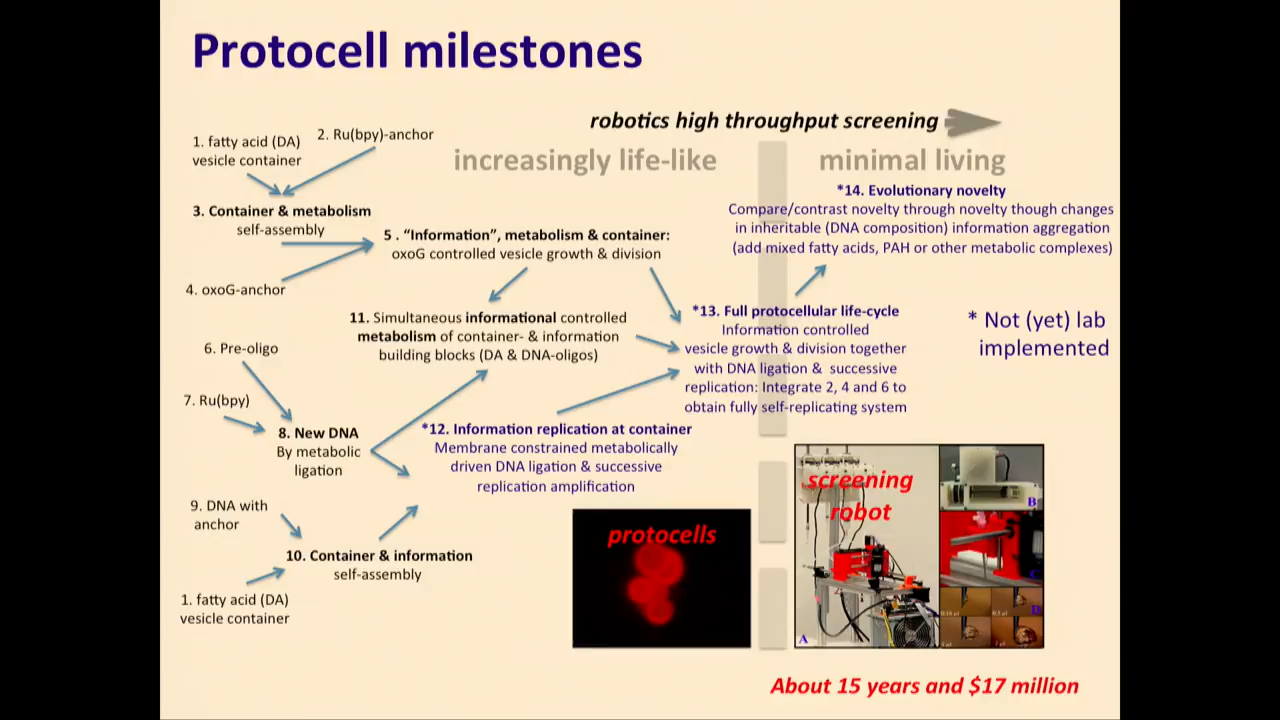 Protocell milestones
robotics high throughput screening
increasingly life-like
minimal living
1. fatty acid (DA)
vesicle container
2. Ru(bpy)-anchor
3. Container & metabolism
self-assembly
4. oxoG-anchor
5 . “Information”, metabolism & container:
oxoG controlled vesicle growth & division
6. Pre-oligo
7. Ru(bpy)
8. New DNA
By metabolic
ligation
9. DNA with
anchor
10. Container & information
self-assembly
1. fatty acid (DA)
vesicle container
11. Simultaneous informational controlled
metabolism of container- & information
building blocks (DA & DNA-oligos)
*12. Information replication at container
Membrane constrained metabolically
driven DNA ligation & successive
replication amplification
*13. Full protocellular life-cycle
Information controlled
vesicle growth & division together
with DNA ligation & successive
replication: Integrate 2, 4 and 6 to
obtain fully self-replicating system
*14. Evolutionary novelty
Compare/contrast novelty through novelty though changes
in inheritable (DNA composition) information aggregation
(add mixed fatty acids, PAH or other metabolic complexes)
* Not (yet) lab
implemented
protocells
screening
robot
A
B
C
D
About 15 years and $17 million